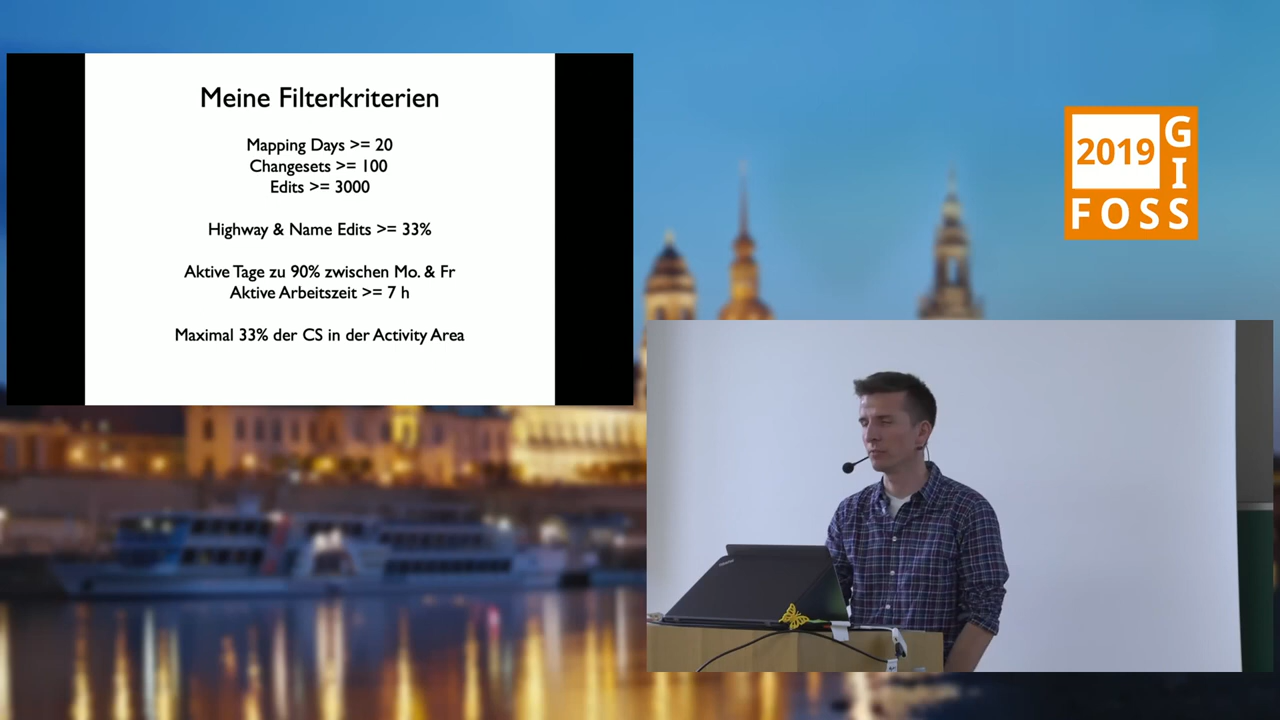 Meine Filterkriterien
Mapping Days >= 20
Changesets >= 100
Edits >= 3000
Highway & Name Edits >= 33%
Aktive Tage zu 90% zwischen Mo. & Fr
Aktive Arbeitszeit >= 7 h
Maximal 33% der CS in der Activity Area
2019
GIS
FOSS